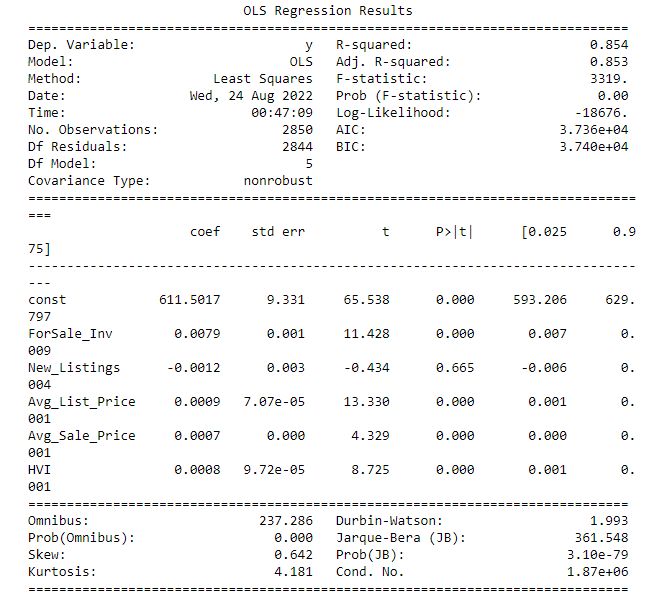 OLS Regression Results
==============================================================================
Dep. Variable:                      y   R-squared:                       0.854
Model:                            OLS   Adj. R-squared:                  0.853
Method:                 Least Squares   F-statistic:                     3319.
Date:                Wed, 24 Aug 2022   Prob (F-statistic):               0.00
Time:                        00:47:09   Log-Likelihood:                -18676.
No. Observations:                2850   AIC:                         3.736e+04
Df Residuals:                    2844   BIC:                         3.740e+04
Df Model:                           5
Covariance Type:            nonrobust
===============================================================================
===
                     coef    std err          t      P>|t|      [0.025      0.9
75]
-------------------------------------------------------------------------------
---
const            611.5017      9.331     65.538      0.000     593.206     629.
797
ForSale_Inv        0.0079      0.001     11.428      0.000       0.007       0.
009
New_Listings      -0.0012      0.003     -0.434      0.665      -0.006       0.
004
Avg_List_Price     0.0009   7.07e-05     13.330      0.000       0.001       0.
001
Avg_Sale_Price     0.0007      0.000      4.329      0.000       0.000       0.
001
HVI                0.0008   9.72e-05      8.725      0.000       0.001       0.
001
==============================================================================
Omnibus:                      237.286   Durbin-Watson:                   1.993
Prob(Omnibus):                  0.000   Jarque-Bera (JB):              361.548
Skew:                           0.642   Prob(JB):                     3.10e-79
Kurtosis:                       4.181   Cond. No.                     1.87e+06
==============================================================================